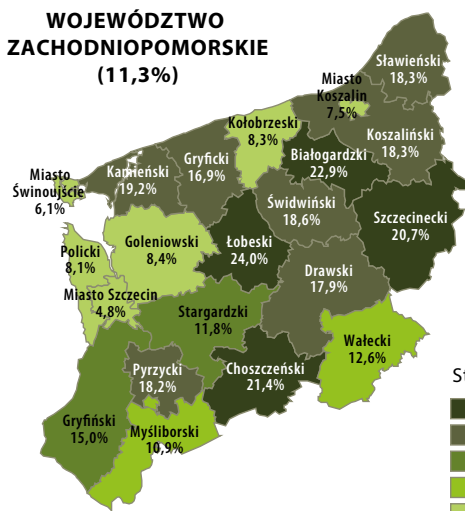 WOJEWÓDZTWO
ZACHODNIOPOMORSKIE
(11,3%)
Sławieński
18,3%
Miasto
Koszalin
7,5%
Kołobrzeski
8,3%
Koszaliński
18,3%
Białogardzki
22,9%
Gryficki
16,9%
Kamieński
19,2%
Miasto
Świnoujście
6,1%
Świdwiński
18,6%
Szczecinecki
20,7%
Goleniowski
8,4%
Łobeski
24,0%
Policki
8,1%
Drawski
17,9%
Miasto Szczecin
4,8%
Stargardzki
11,8%
Wałecki
12,6%
Pyrzycki
18,2%
Choszczeński
21,4%
Gryfiński
15,0%
Myśliborski
10,9%